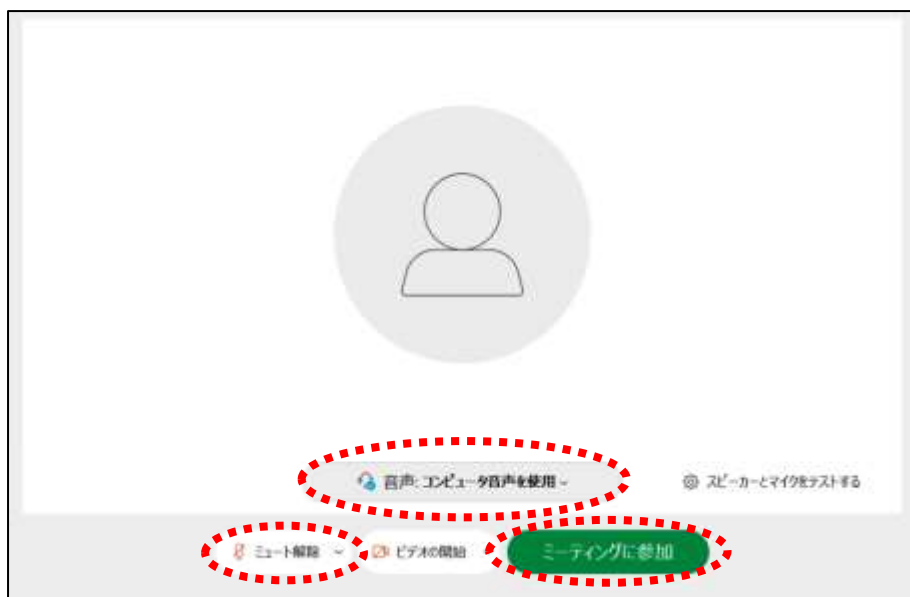 音声: コンピュータ音声を使用
スピーカーとマイクをテストする
ミュート解除
ビデオの開始
ミーティングに参加